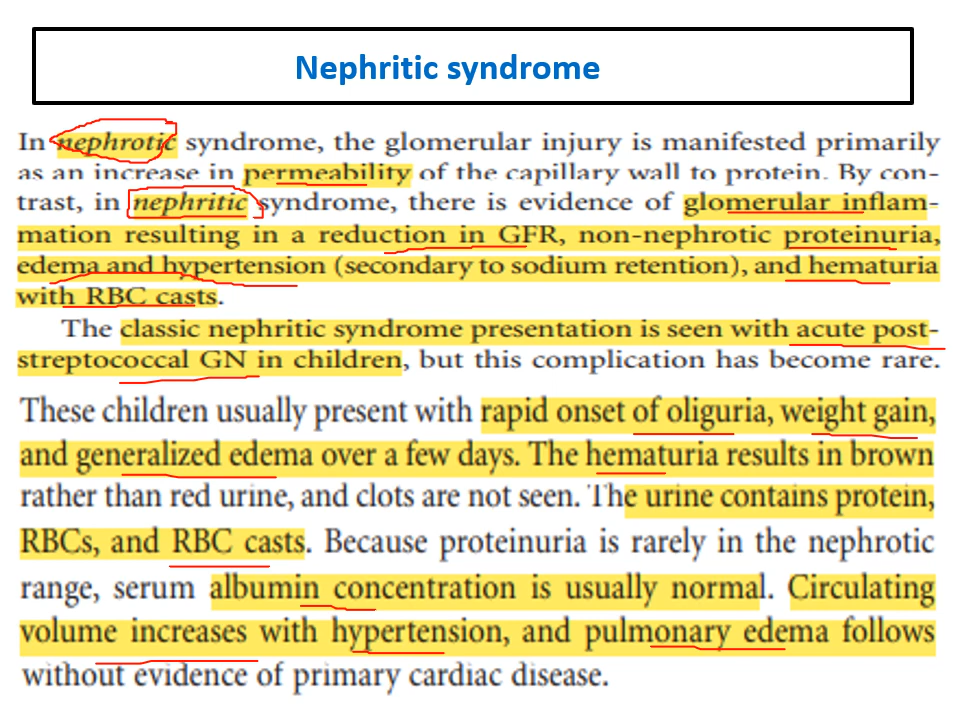 Nephritic syndrome
In nephrotic syndrome, the glomerular injury is manifested primarily
as an increase in permeability of the capillary wall to protein. By con-
trast, in nephritic syndrome, there is evidence of glomerular inflam-
mation resulting in a reduction in GFR, non-nephrotic proteinuria,
edema and hypertension (secondary to sodium retention), and hematuria
with RBC casts.
The classic nephritic syndrome presentation is seen with acute post-
streptococcal GN in children, but this complication has become rare.
These children usually present with rapid onset of oliguria, weight gain,
and generalized edema over a few days. The hematuria results in brown
rather than red urine, and clots are not seen. The urine contains protein,
RBCs, and RBC casts. Because proteinuria is rarely in the nephrotic
range, serum albumin concentration is usually normal. Circulating
volume increases with hypertension, and pulmonary edema follows
without evidence of primary cardiac disease.